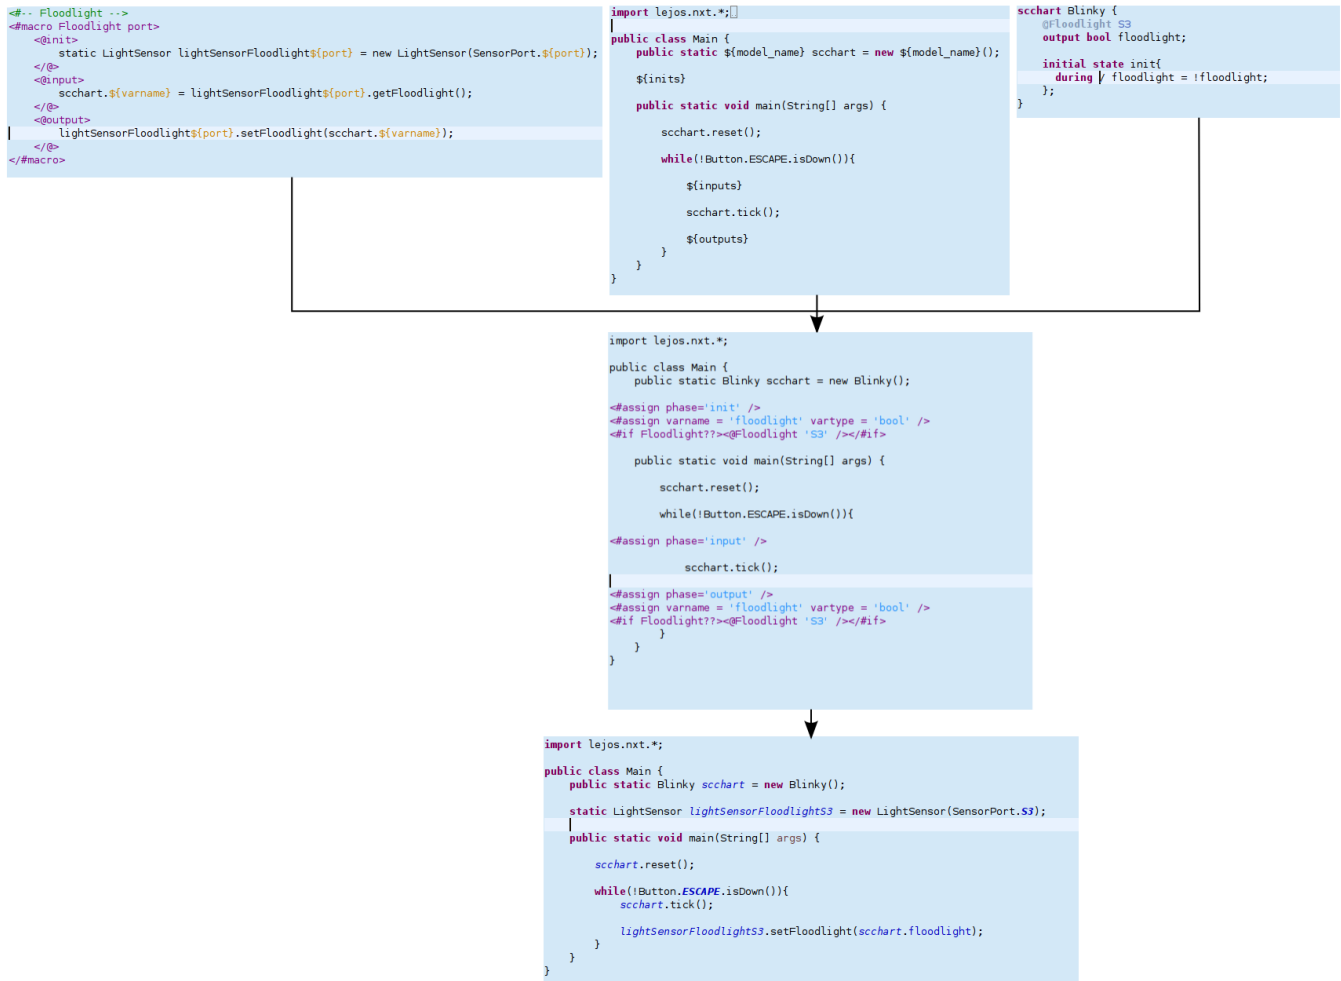 <#-- Floodlight -->
<#macro Floodlight port>
    <@init>
        static LightSensor lightSensorFloodlight${port} = new LightSensor(SensorPort.${port});
    </@>
    <@input>
        scchart.${varname} = lightSensorFloodlight${port}.getFloodlight();
    </@>
    <@output>
        lightSensorFloodlight${port}.setFloodlight(scchart.${varname});
    </@>
</#macro>
import lejos.nxt.*;
public class Main {
    public static ${model_name} scchart = new ${model_name}();
    ${inits}
    public static void main(String[] args) {
        scchart.reset();
        while(!Button.ESCAPE.isDown()){
            ${inputs}
            scchart.tick();
            ${outputs}
        }
    }
}
scchart Blinky {
    @Floodlight S3
    output bool floodlight;
    initial state init{
      during / floodlight = !floodlight;
    };
}
import lejos.nxt.*;
public class Main {
    public static Blinky scchart = new Blinky();
<#assign phase='init' />
<#assign varname = 'floodlight' vartype = 'bool' />
<#if Floodlight??><@Floodlight 'S3' /></#if>
    public static void main(String[] args) {
        scchart.reset();
        while(!Button.ESCAPE.isDown()){
<#assign phase='input' />
            scchart.tick();
<#assign phase='output' />
<#assign varname = 'floodlight' vartype = 'bool' />
<#if Floodlight??><@Floodlight 'S3' /></#if>
        }
    }
}
import lejos.nxt.*;
public class Main {
    public static Blinky scchart = new Blinky();
    static LightSensor lightSensorFloodlightS3 = new LightSensor(SensorPort.S3);
    public static void main(String[] args) {
        scchart.reset();
        while(!Button.ESCAPE.isDown()){
            scchart.tick();
            lightSensorFloodlightS3.setFloodlight(scchart.floodlight);
        }
    }
}